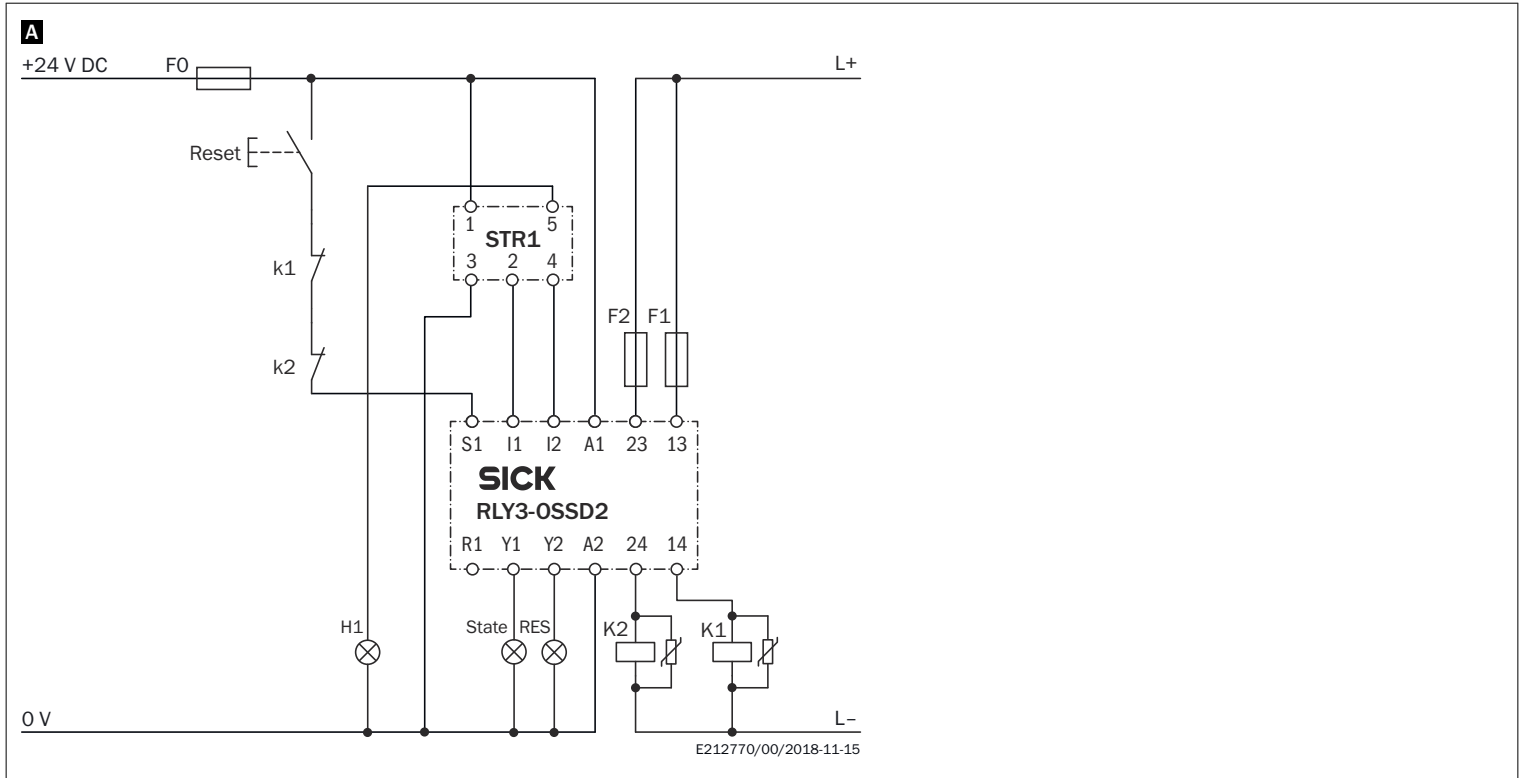 A
+24 V DC F0 L+
Reset
1 5
STR1
3 2 4
k1
F2 F1
k2
S1 I1 I2 A1 23 13
SICK
RLY3-OSSD2
R1 Y1 Y2 A2 24 14
H1 State RES K2 K1
0 V L–
E212770/00/2018-11-15